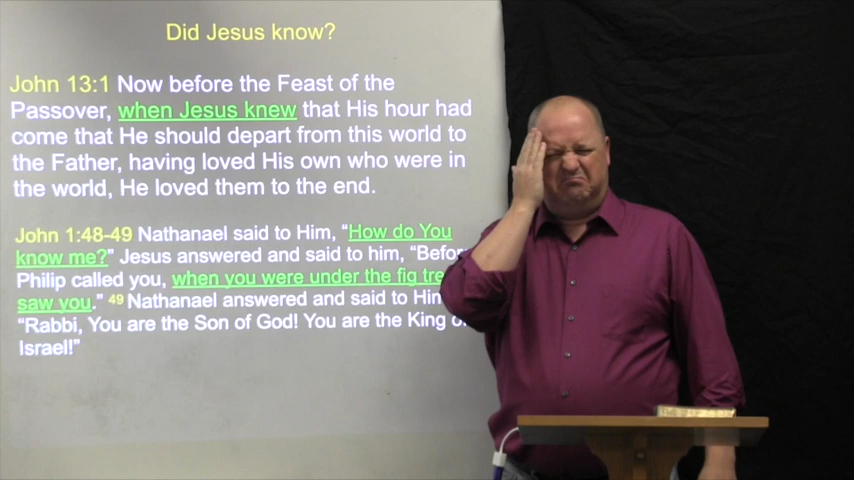 Did Jesus know?
John 13:1 Now before the Feast of the
Passover, when Jesus knew that His hour had
come that He should depart from this world to
the Father, having loved His own who were in
the world, He loved them to the end.
John 1:48-49 Nathanael said to Him, “How do You
know me?” Jesus answered and said to him, “Befor
Philip called you, when you were under the fig tre
saw you.” 49 Nathanael answered and said to Him
“Rabbi, You are the Son of God! You are the King o
Israel!”